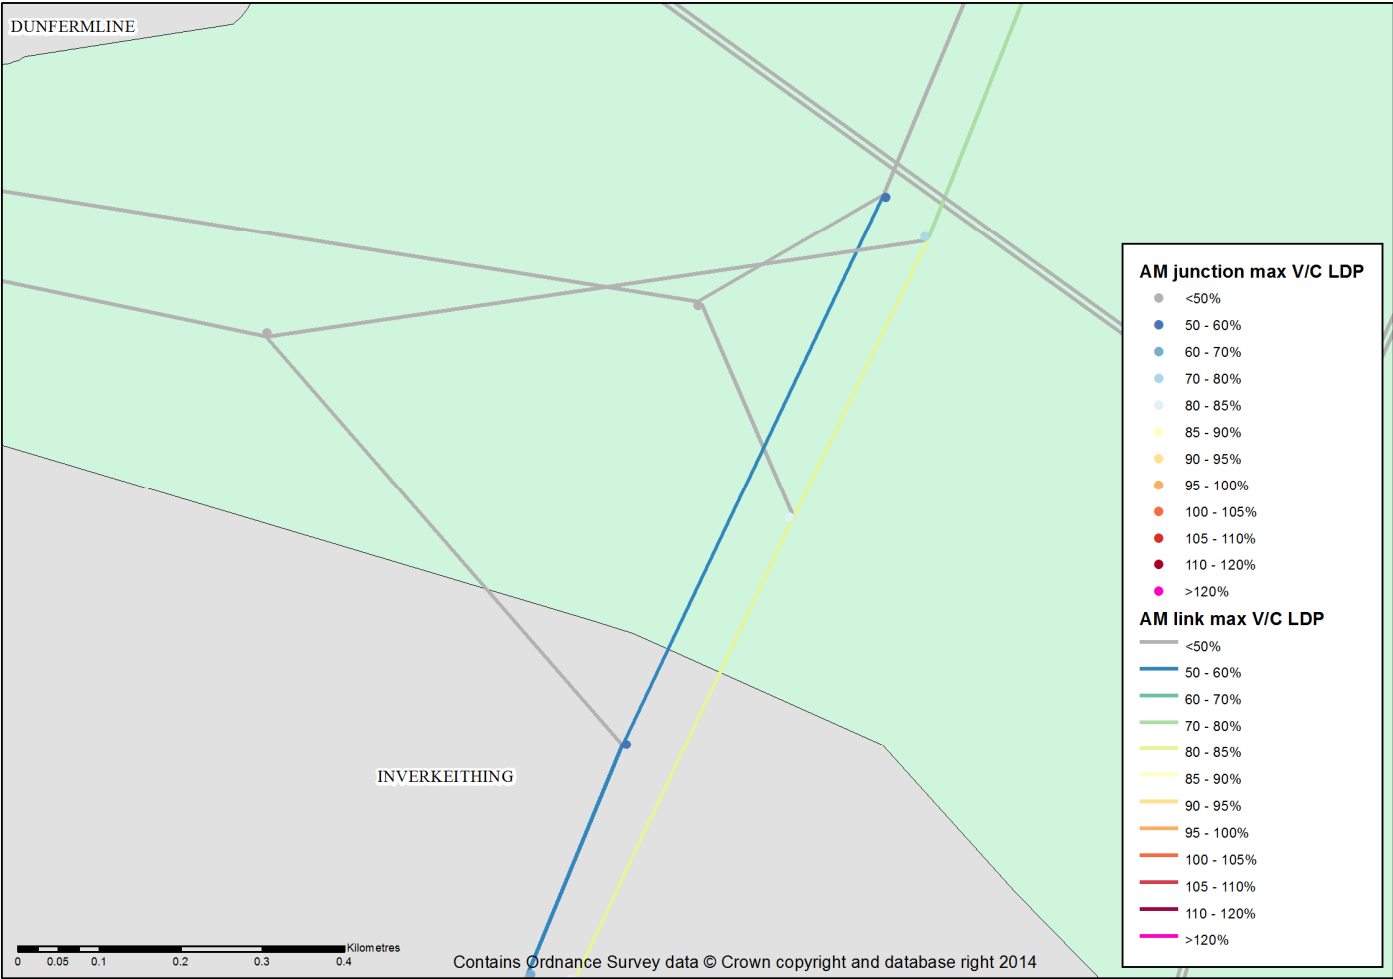 DUNFERMLINE
AM junction max V/C LDP
<50%
50 - 60%
60 - 70%
70 - 80%
80 - 85%
85 - 90%
90 - 95%
95 - 100%
100 - 105%
105 - 110%
110 - 120%
>120%
AM link max V/C LDP
<50%
50 - 60%
60 - 70%
70 - 80%
80 - 85%
85 - 90%
90 - 95%
95 - 100%
100 - 105%
105 - 110%
110 - 120%
>120%
INVERKEITHING
Kilometres
0 0.05 0.1 0.2 0.3 0.4
Contains Ordnance Survey data © Crown copyright and database right 2014